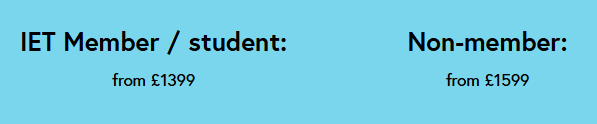 IET Member / student:
from £1399
Non-member:
from £1599